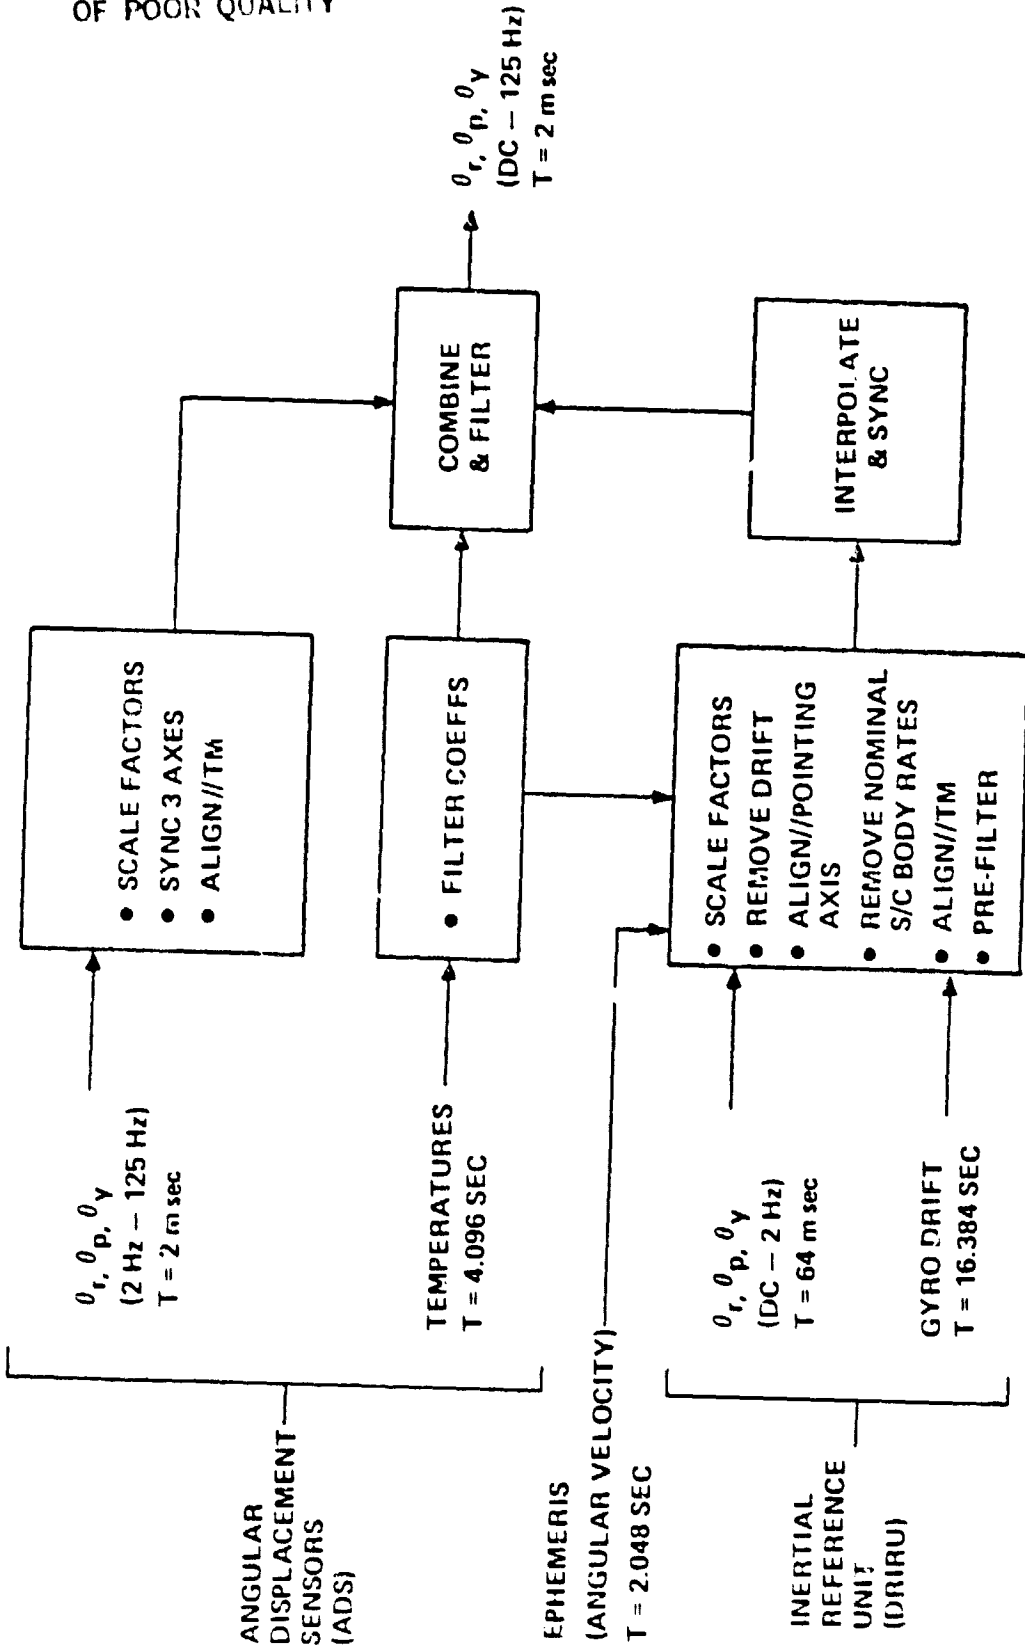 OF POOR QUALITY
ANGULAR
DISPLACEMENT
SENSORS
(ADS)
θr, θp, θy
(2 Hz – 125 Hz)
T = 2 m sec
• SCALE FACTORS
• SYNC 3 AXES
• ALIGN//TM
TEMPERATURES
T = 4.096 SEC
• FILTER COEFFS
COMBINE
& FILTER
θr, θp, θy
(DC – 125 Hz)
T = 2 m sec
EPHEMERIS
(ANGULAR VELOCITY)
T = 2.048 SEC
INERTIAL
REFERENCE
UNIT
(DRIRU)
θr, θp, θy
(DC – 2 Hz)
T = 64 m sec
GYRO DRIFT
T = 16.384 SEC
• SCALE FACTORS
• REMOVE DRIFT
• ALIGN//POINTING
AXIS
• REMOVE NOMINAL
S/C BODY RATES
• ALIGN//TM
• PRE-FILTER
INTERPOLATE
& SYNC